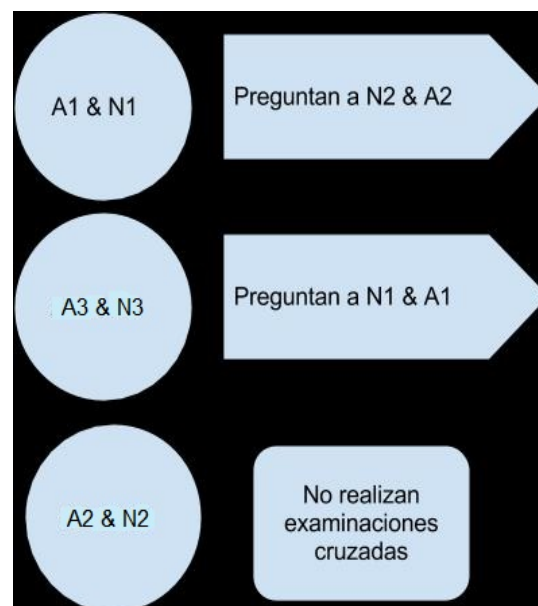 A1 & N1
Preguntan a N2 & A2
A3 & N3
Preguntan a N1 & A1
A2 & N2
No realizan
examinaciones
cruzadas